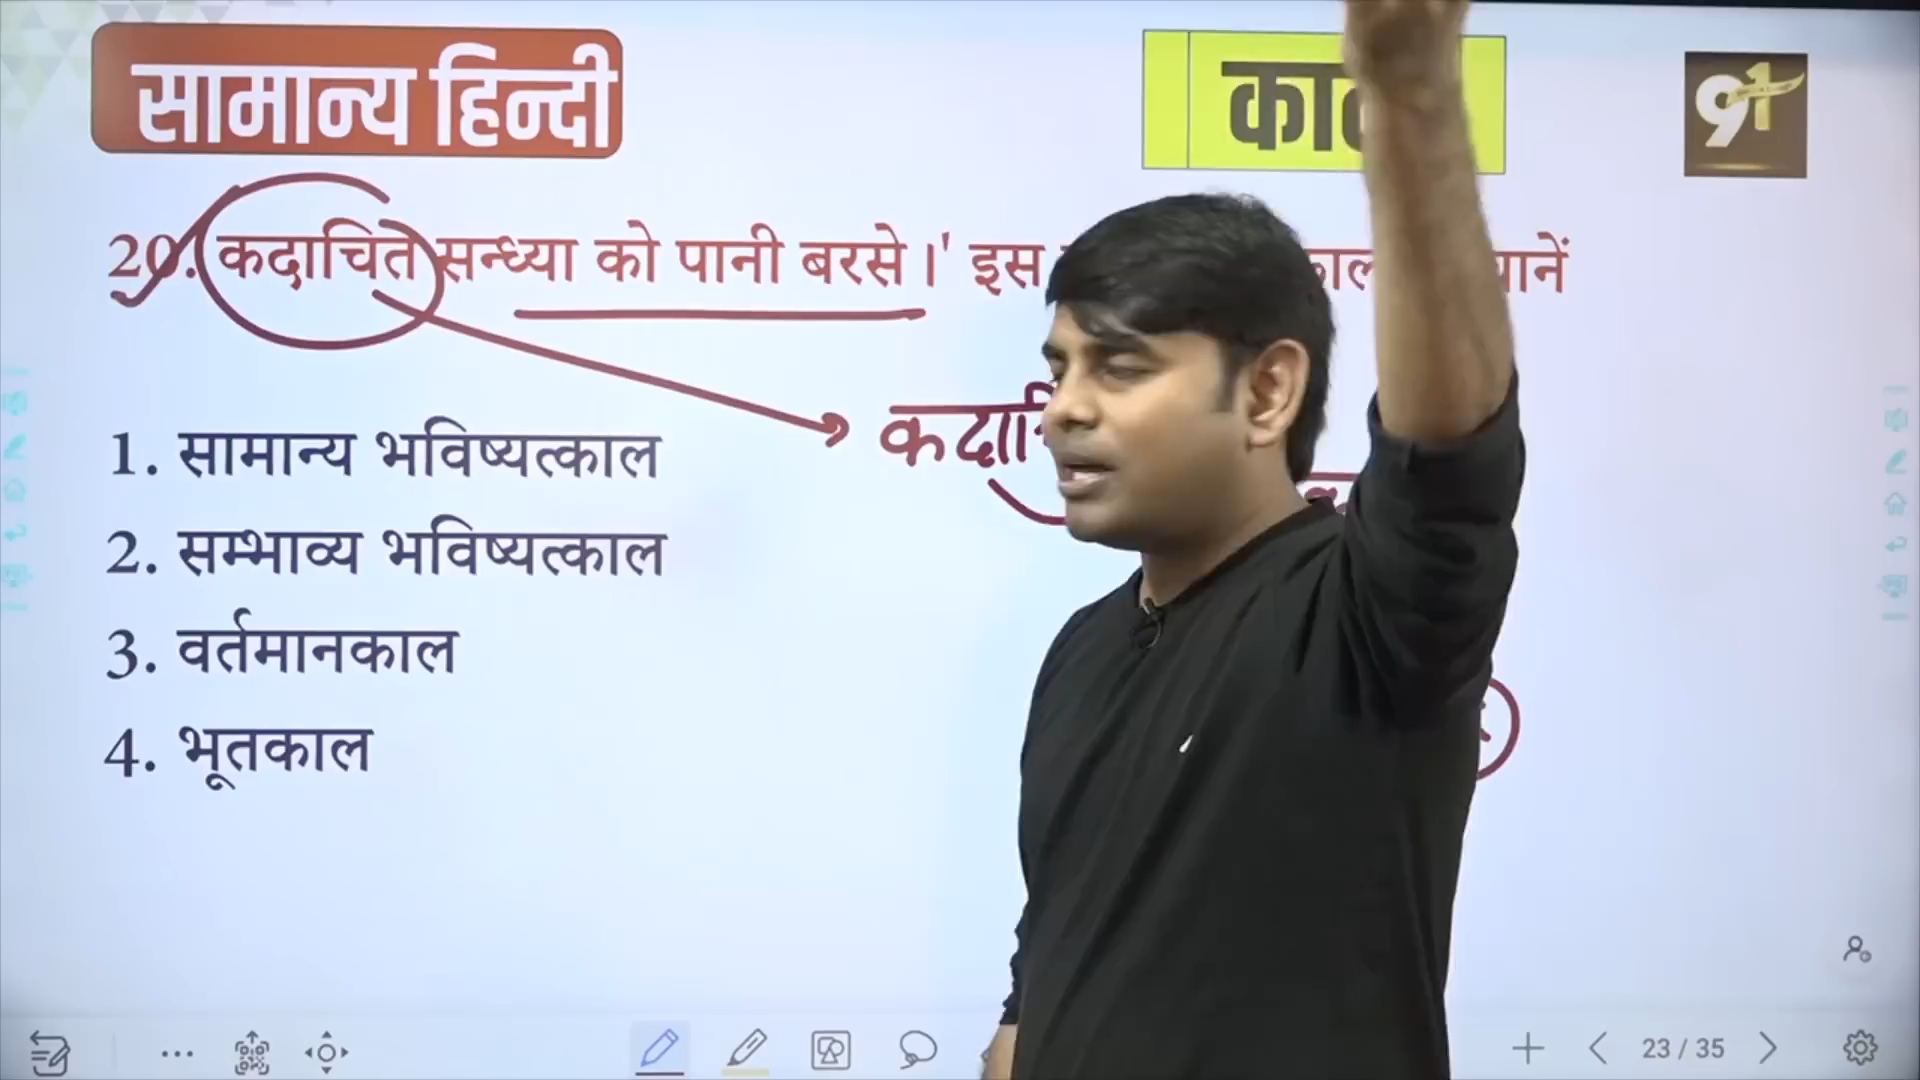 सामान्य हिन्दी
91
20. कदाचित सन्ध्या को पानी बरसे ।' इस
1. सामान्य भविष्यत्काल
2. सम्भाव्य भविष्यत्काल
3. वर्तमानकाल
4. भूतकाल
23 / 35